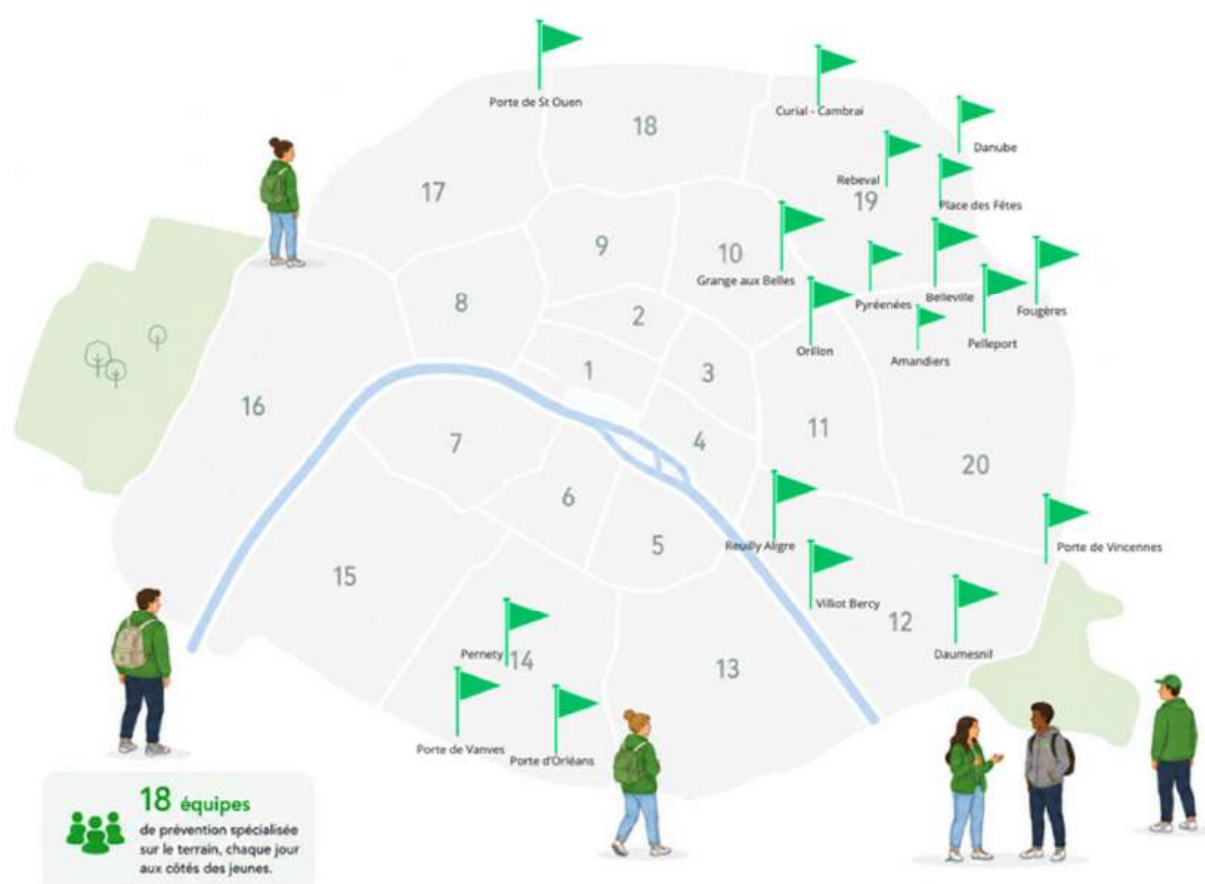 Porte de St Ouen
Curial - Cambrai
18
Danube
Rebeval
17
19
Place des Fêtes
9
10
Grange aux Belles
8
2
Pyréenées
Belleville
Fougères
Orillon
Amandiers
Pelleport
1
3
16
11
4
7
20
6
5
Reuilly Aligre
Porte de Vincennes
15
Villiot Bercy
12
Pernety
14
13
Daumesnil
Porte de Vanves
Porte d'Orléans
18 équipes
de prévention spécialisée
sur le terrain, chaque jour
aux côtés des jeunes.